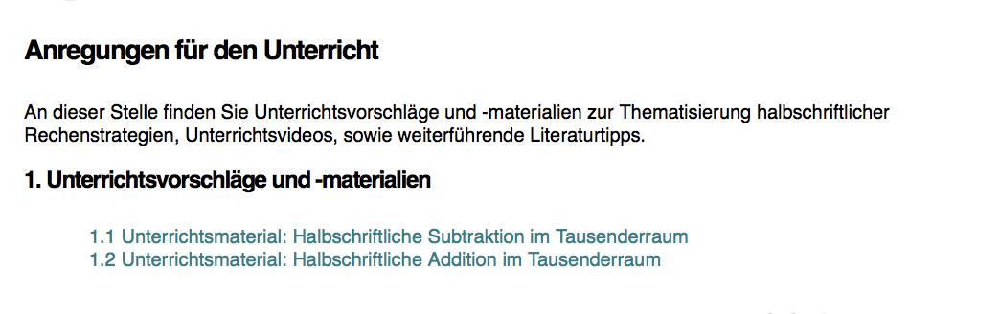 Anregungen für den Unterricht
An dieser Stelle finden Sie Unterrichtsvorschläge und -materialien zur Thematisierung halbschriftlicher
Rechenstrategien, Unterrichtsvideos, sowie weiterführende Literaturtipps.
1. Unterrichtsvorschläge und -materialien
1.1 Unterrichtsmaterial: Halbschriftliche Subtraktion im Tausenderraum
1.2 Unterrichtsmaterial: Halbschriftliche Addition im Tausenderraum